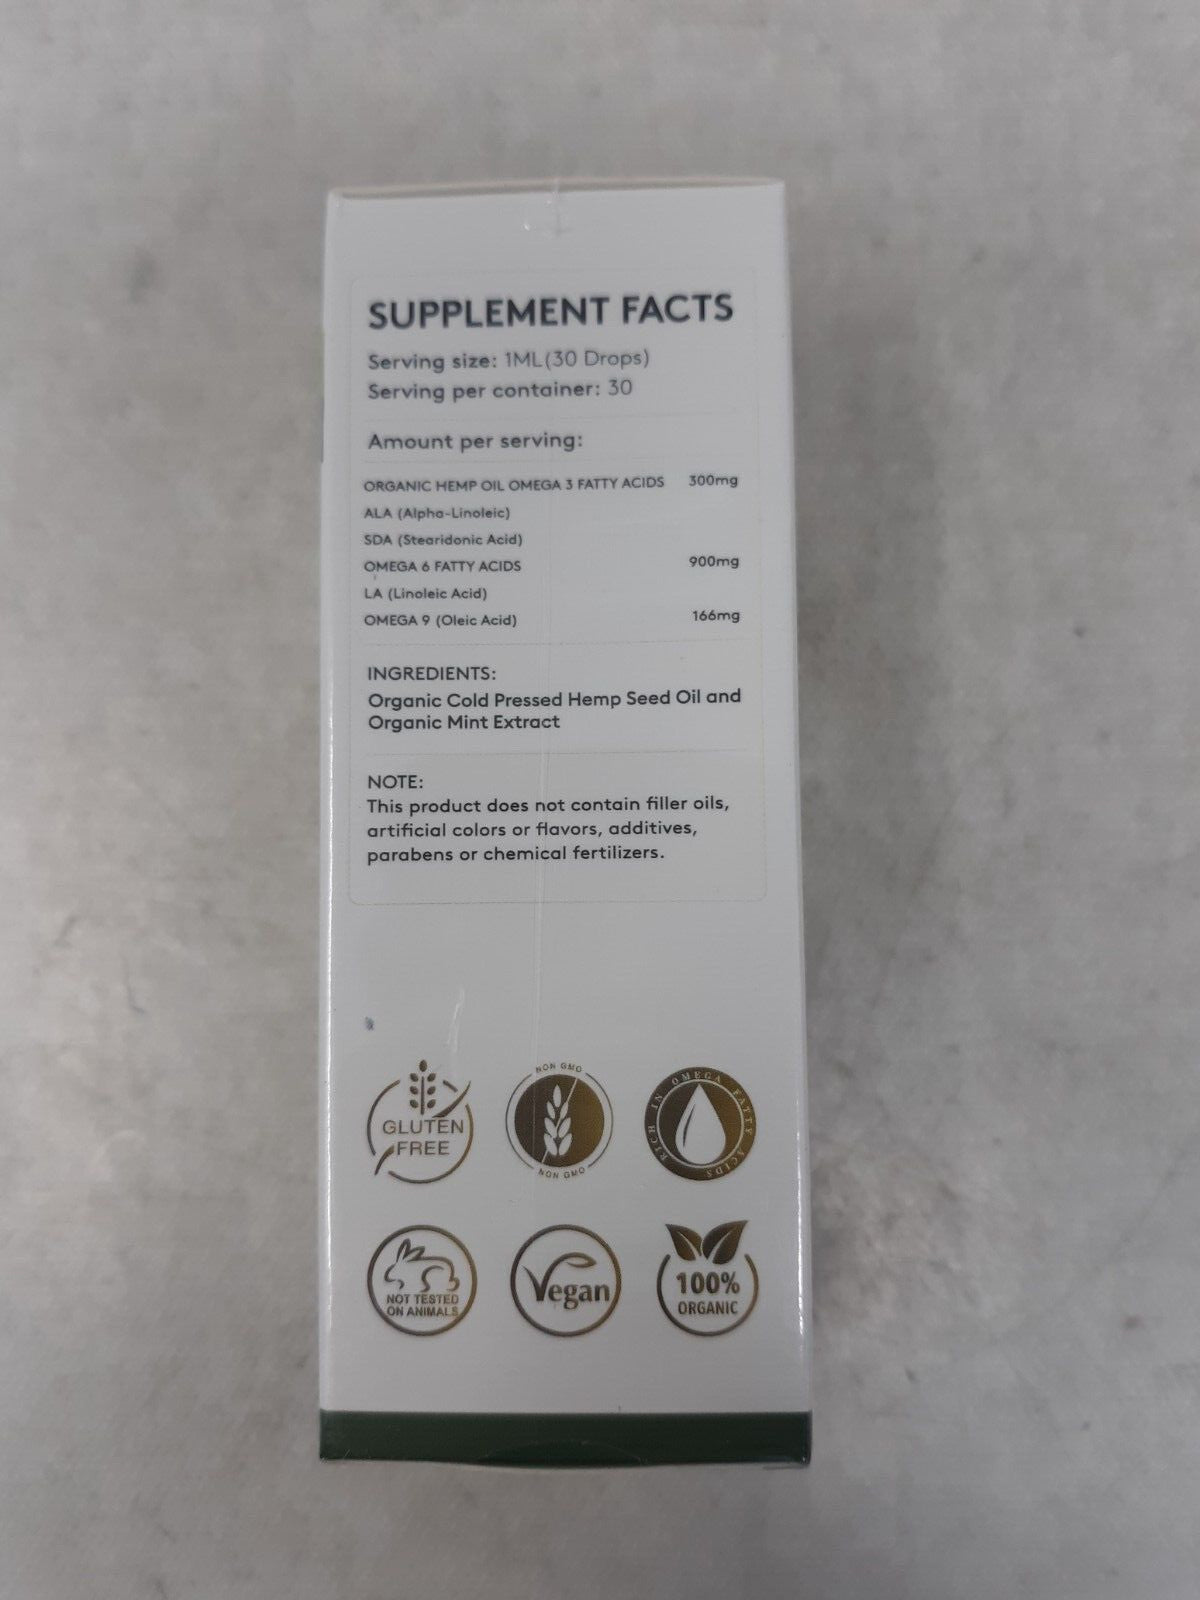 SUPPLEMENT FACTS
Serving size: 1ML(30 Drops)
Serving per container: 30
Amount per serving:
ORGANIC HEMP OIL OMEGA 3 FATTY ACIDS 300mg
ALA (Alpha-Linoleic)
SDA (Stearidonic Acid)
OMEGA 6 FATTY ACIDS 900mg
LA (Linoleic Acid)
OMEGA 9 (Oleic Acid) 166mg
INGREDIENTS:
Organic Cold Pressed Hemp Seed Oil and
Organic Mint Extract
NOTE:
This product does not contain filler oils,
artificial colors or flavors, additives,
parabens or chemical fertilizers.
GLUTEN
FREE
NON GMO
NON GMO
RICH IN OMEGA FATTY ACIDS
NOT TESTED
ON ANIMALS
Vegan
100%
ORGANIC